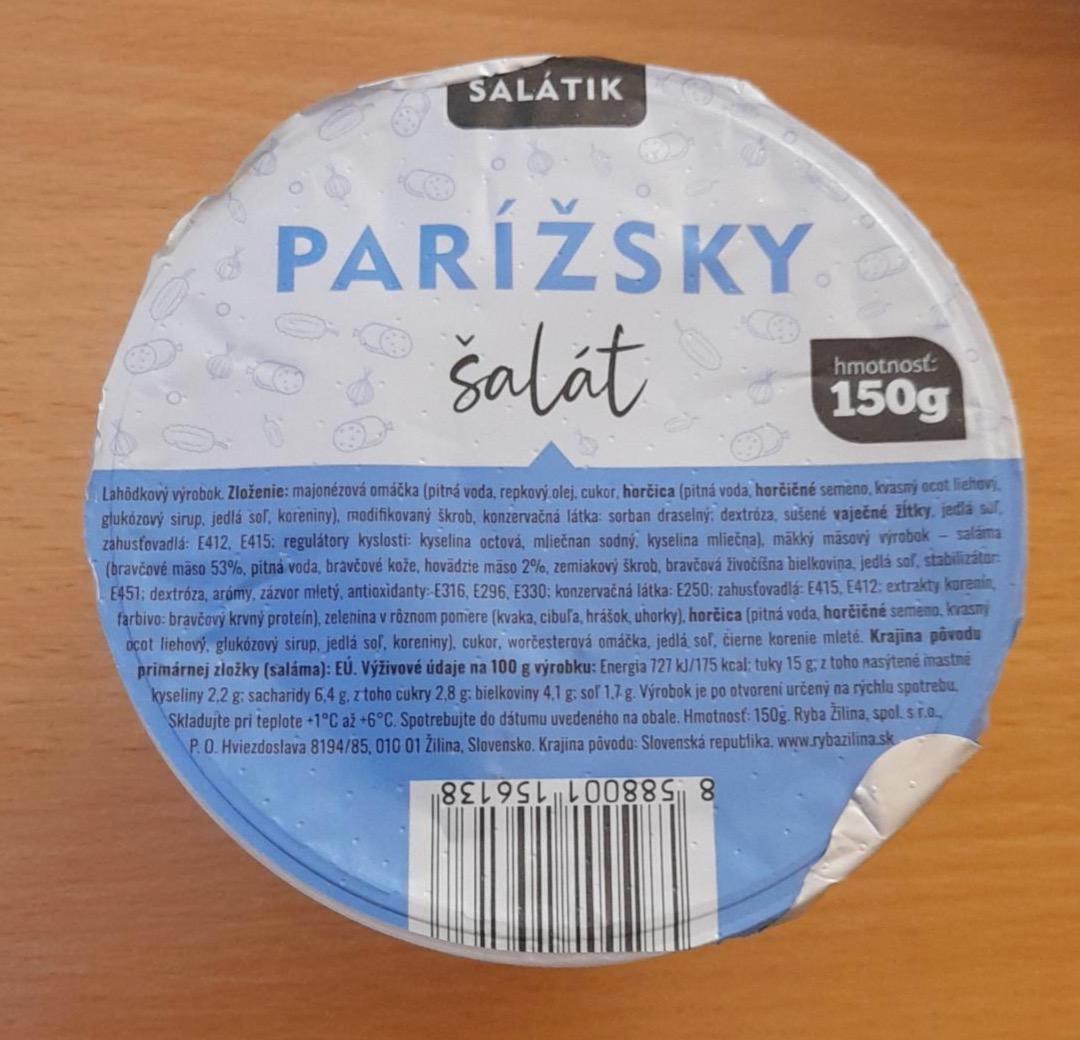 ŠALÁTIK
PARÍŽSKY
šalát
hmotnosť:
150g
Lahôdkový výrobok. Zloženie: majonézová omáčka (pitná voda, repkový olej, cukor, horčica (pitná voda, horčičné semeno, kvasný ocot liehový,
glukózový sirup, jedlá soľ, koreniny), modifikovaný škrob, konzervačná látka: sorban draselný; dextróza, sušené vaječné žĺtky, jedlá soľ,
zahusťovadlá: E412, E415; regulátory kyslosti: kyselina octová, mliečnan sodný, kyselina mliečna), mäkký mäsový výrobok – saláma
(bravčové mäso 53%, pitná voda, bravčové kože, hovädzie mäso 2%, zemiakový škrob, bravčová živočíšna bielkovina, jedlá soľ, stabilizátor:
E451; dextróza, arómy, zázvor mletý, antioxidanty: E316, E296, E330; konzervačná látka: E250; zahusťovadlá: E415, E412; extrakty korenín,
farbivo: bravčový krvný proteín), zelenina v rôznom pomere (kvaka, cibuľa, hrášok, uhorky), horčica (pitná voda, horčičné semeno, kvasný
ocot liehový, glukózový sirup, jedlá soľ, koreniny), cukor, worčesterová omáčka, jedlá soľ, čierne korenie mleté. Krajina pôvodu
primárnej zložky (saláma): EÚ. Výživové údaje na 100 g výrobku: Energia 727 kJ/175 kcal; tuky 15 g; z toho nasýtené mastné
kyseliny 2,2 g; sacharidy 6,4 g, z toho cukry 2,8 g; bielkoviny 4,1 g; soľ 1,7 g. Výrobok je po otvorení určený na rýchlu spotrebu.
Skladujte pri teplote +1°C až +6°C. Spotrebujte do dátumu uvedeného na obale. Hmotnosť: 150g. Ryba Žilina, spol. s r.o.,
P. O. Hviezdoslava 8194/85, 010 01 Žilina, Slovensko. Krajina pôvodu: Slovenská republika. www.rybazilina.sk
8 588001 156138